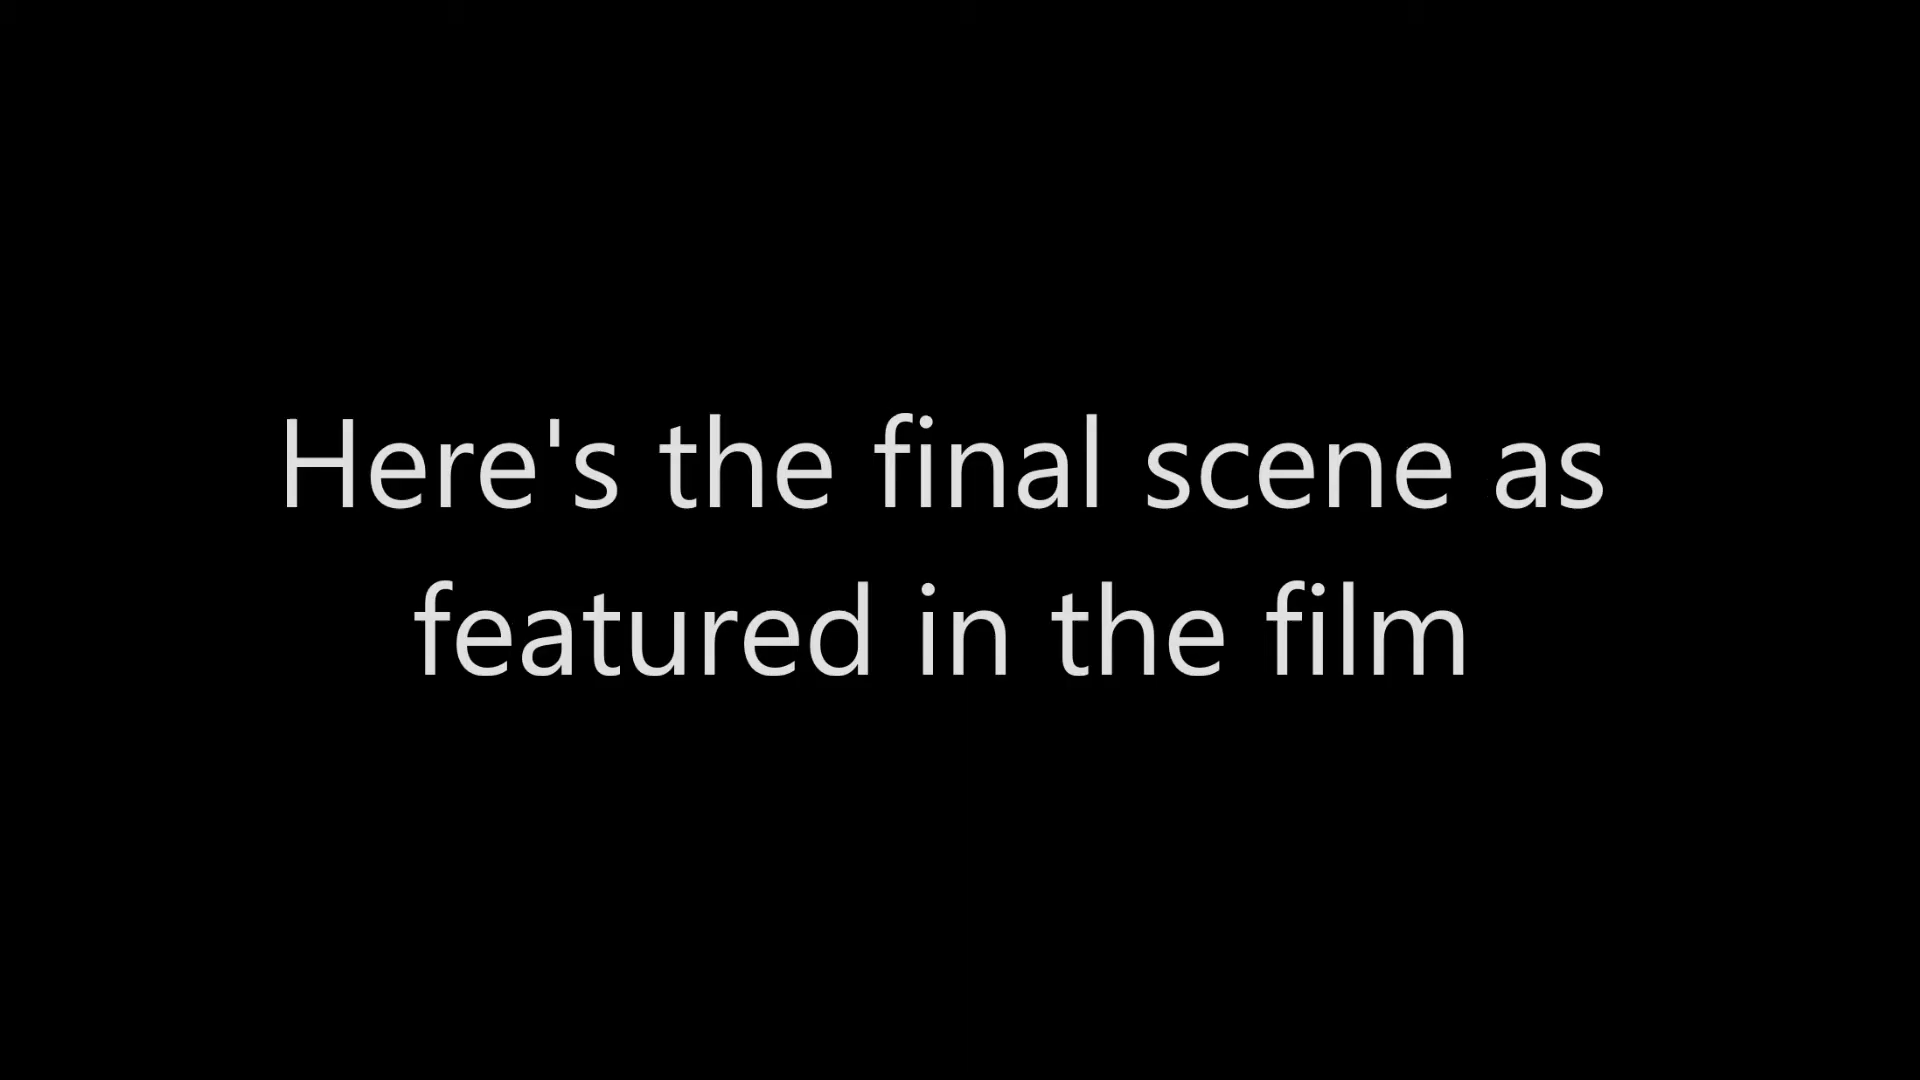 Here's the final scene as
featured in the film